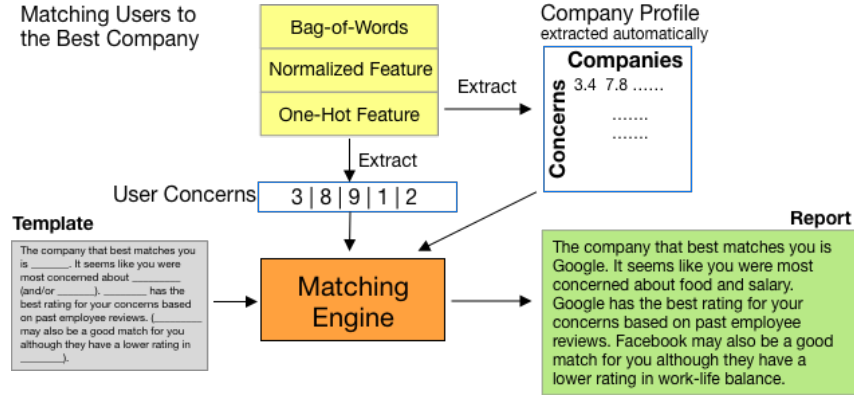 Matching Users to
the Best Company
Bag-of-Words
Normalized Feature
One-Hot Feature
Extract
Company Profile
extracted automatically
Companies
Concerns
3.4 7.8 ......
.......
.......
Extract
User Concerns
3 | 8 | 9 | 1 | 2
Template
The company that best matches you
is _______. It seems like you were
most concerned about _________
(and/or _______). ________ has the
best rating for your concerns based
on past employee reviews. (_________
may also be a good match for you
although they have a lower rating in
________).
Matching
Engine
Report
The company that best matches you is
Google. It seems like you were most
concerned about food and salary.
Google has the best rating for your
concerns based on past employee
reviews. Facebook may also be a good
match for you although they have a
lower rating in work-life balance.